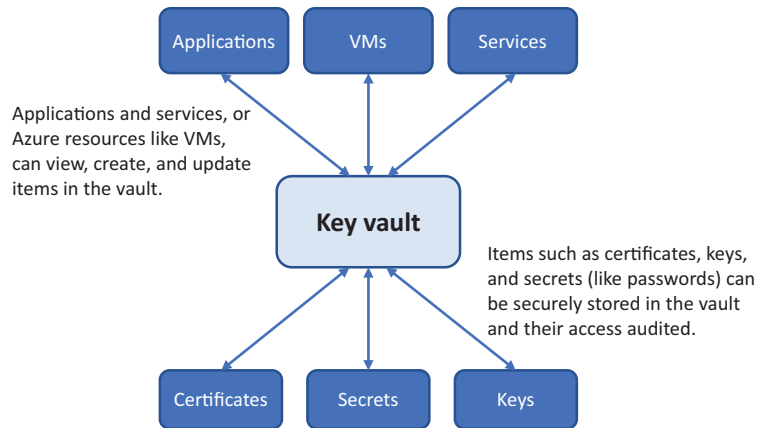 Applications
VMs
Services
Applications and services, or
Azure resources like VMs,
can view, create, and update
items in the vault.
Key vault
Items such as certificates, keys,
and secrets (like passwords) can
be securely stored in the vault
and their access audited.
Certificates
Secrets
Keys